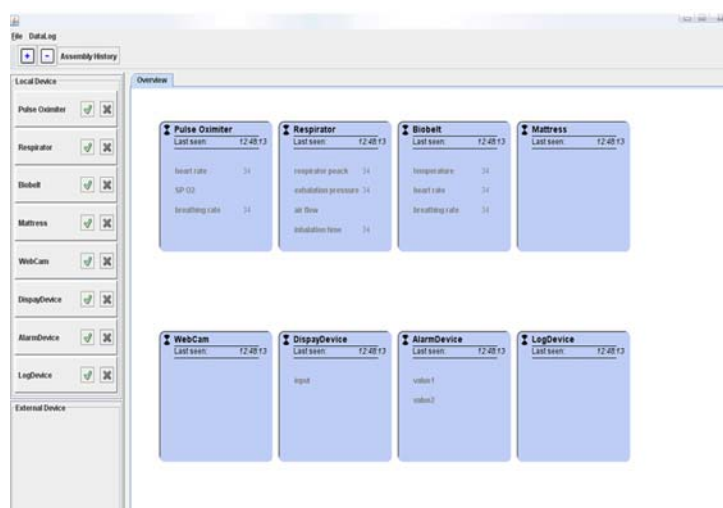 File DataLog
+ - Assembly History
Local Device
Pulse Oximiter
Respirator
Biobelt
Mattress
WebCam
DispayDevice
AlarmDevice
LogDevice
External Device
Overview
Pulse Oximiter
Last seen: 12:48:13
heart rate 34
SP O2
breathing rate 34
Respirator
Last seen: 12:48:13
respirator peack 34
exhalation pressure 34
air flow
inhalation time 34
Biobelt
Last seen: 12:48:13
temperature 34
heart rate 34
breathing rate 34
Mattress
Last seen: 12:48:13
WebCam
Last seen: 12:48:13
DispayDevice
Last seen: 12:48:13
input
AlarmDevice
Last seen: 12:48:13
value1
value2
LogDevice
Last seen: 12:48:13